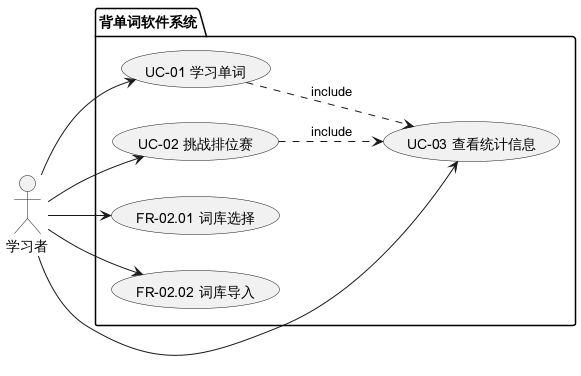 背单词软件系统
UC-01 学习单词
include
UC-02 挑战排位赛
include
UC-03 查看统计信息
FR-02.01 词库选择
学习者
FR-02.02 词库导入